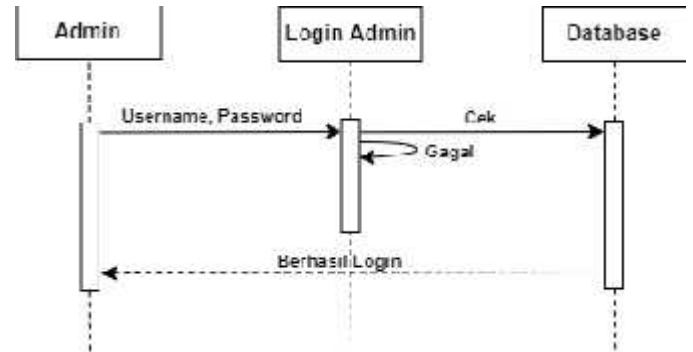 Admin
Login Admin
Database
Username, Password
Cek
Gagal
Berhasil Login